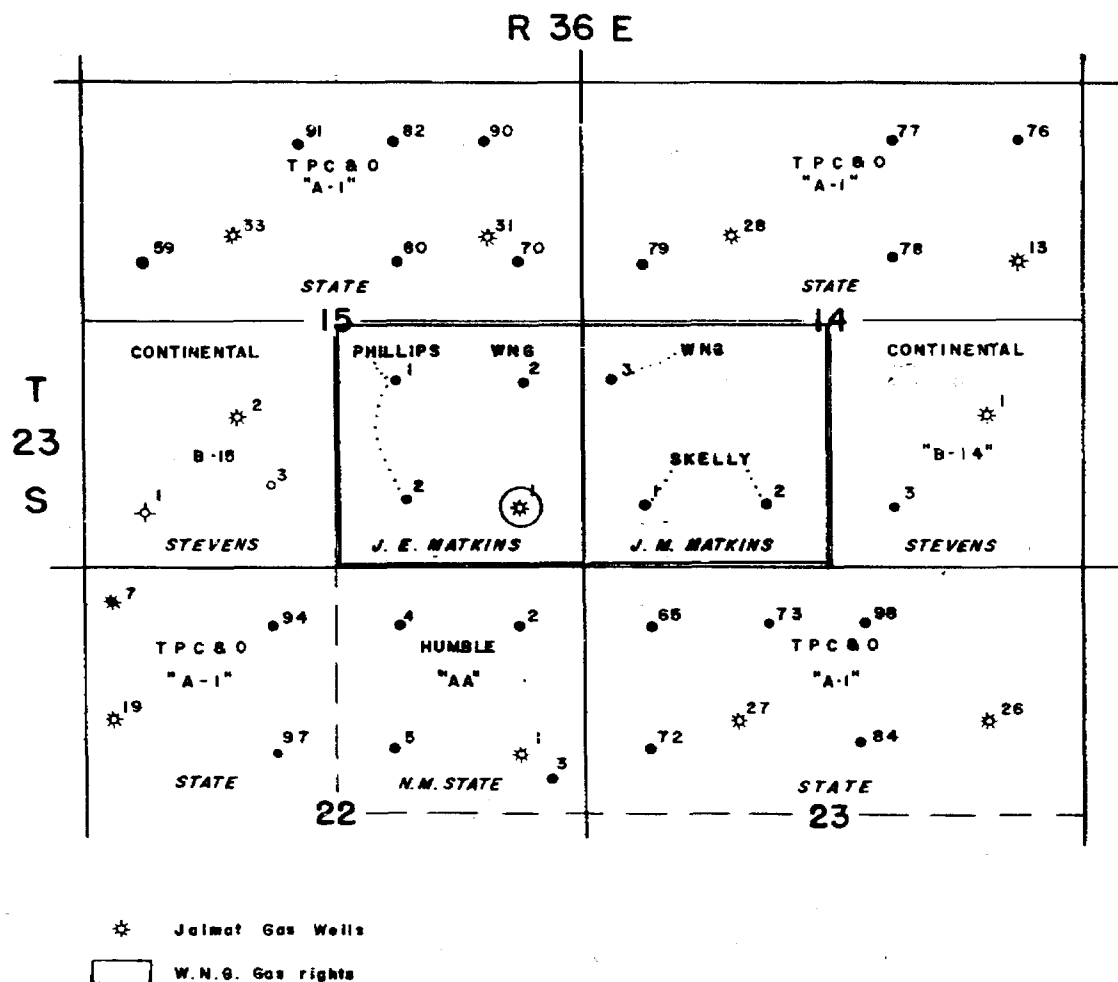 R 36 E
91 82 90 77 76
T P C & O T P C & O
"A-1" "A-1"
33 31 28
59 80 70 79 78 13
STATE STATE
15 14
CONTINENTAL PHILLIPS WNG WNG CONTINENTAL
1 2 3
T
2 1
23
B-15 SKELLY "B-14"
3
S
1 2 1 1 2 3
STEVENS J. E. MATKINS J. M. MATKINS STEVENS
7 94 4 2 65 73 98
T P C & O HUMBLE T P C & O
"A-1" "AA" "A-1"
19 27 26
97 5 1 72 84
3
STATE N.M. STATE STATE
22 23
Jalmat Gas Wells
W.N.G. Gas rights